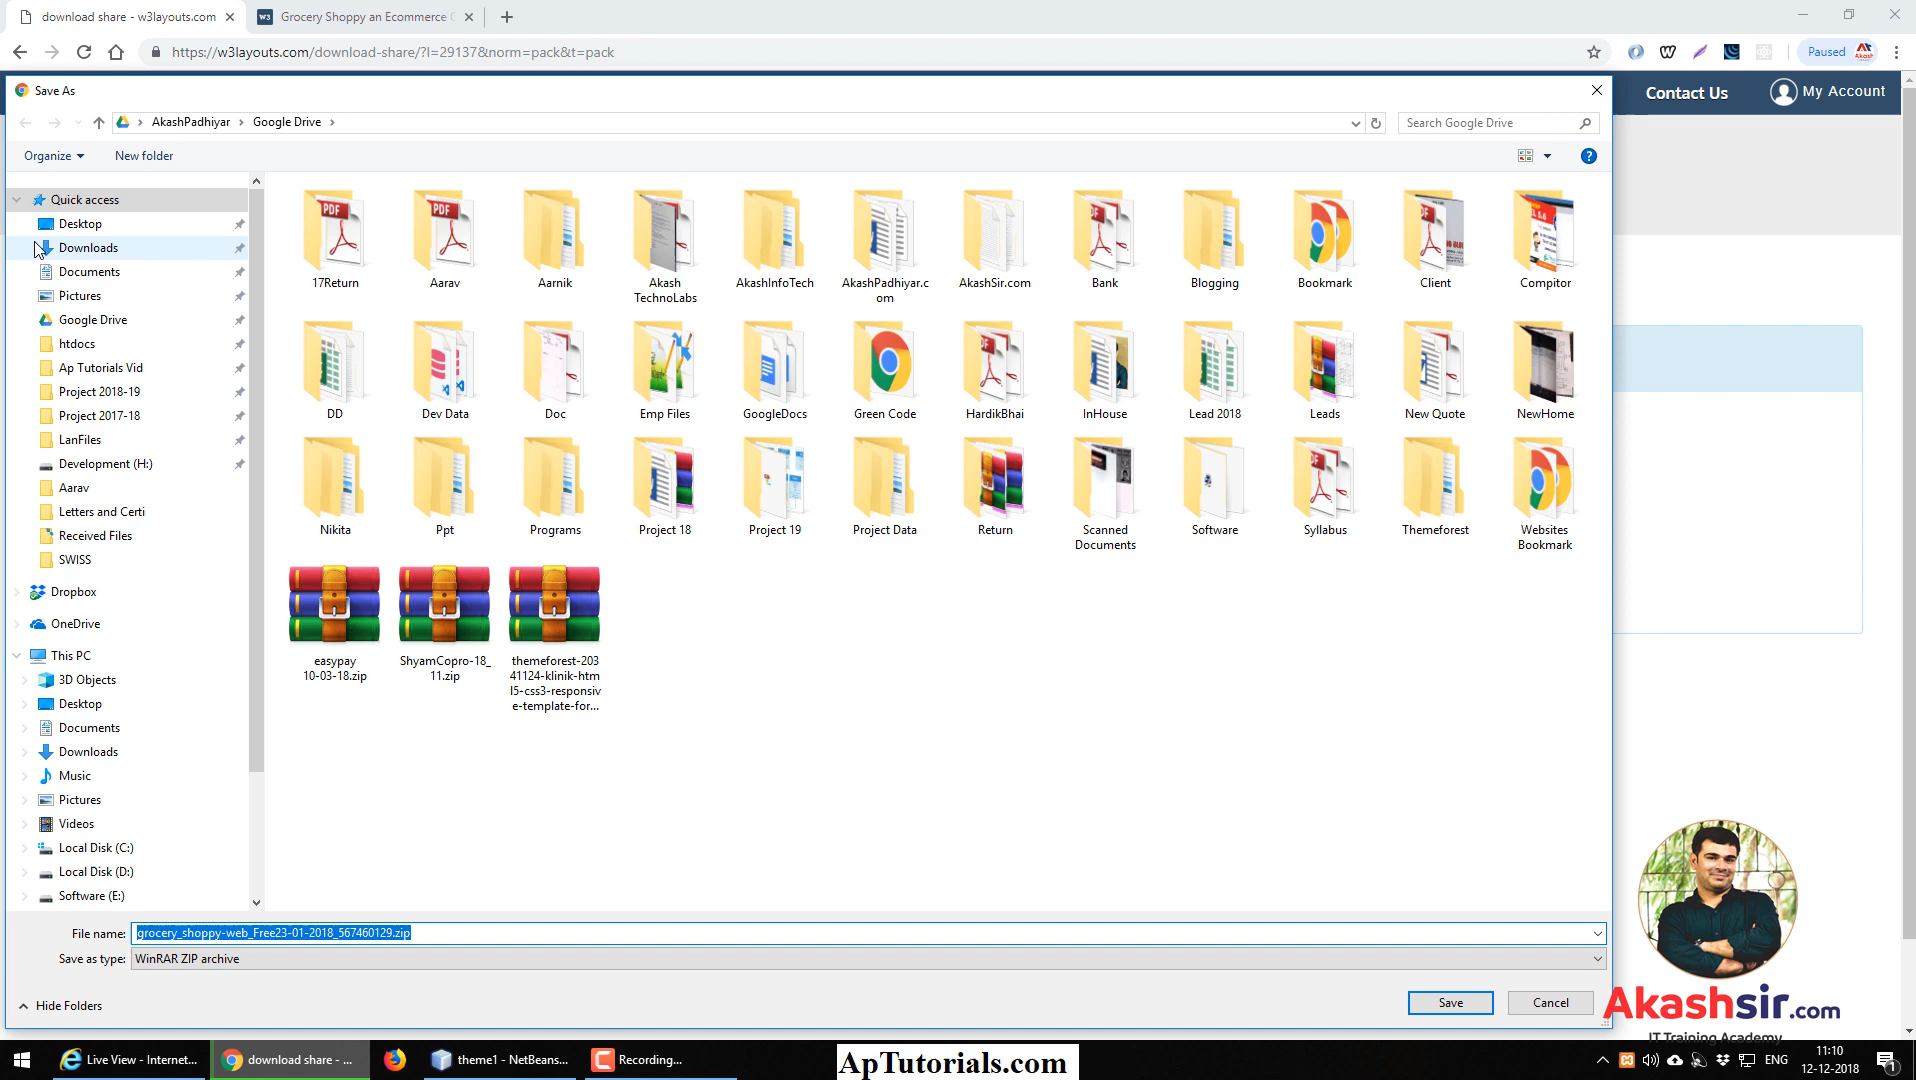 download share - w3layouts.com
Grocery Shoppy an Ecommerce
https://w3layouts.com/download-share/?l=29137&norm=pack&t=pack
Paused
Save As
Contact Us
My Account
AkashPadhiyar
Google Drive
Search Google Drive
Organize
New folder
Quick access
Desktop
Downloads
Documents
Pictures
Google Drive
htdocs
Ap Tutorials Vid
Project 2018-19
Project 2017-18
LanFiles
Development (H:)
Aarav
Letters and Certi
Received Files
SWISS
Dropbox
OneDrive
This PC
3D Objects
Desktop
Documents
Downloads
Music
Pictures
Videos
Local Disk (C:)
Local Disk (D:)
Software (E:)
17Return
Aarav
Aarnik
Akash
TechnoLabs
AkashInfoTech
AkashPadhiyar.c
om
AkashSir.com
Bank
Blogging
Bookmark
Client
Compitor
DD
Dev Data
Doc
Emp Files
GoogleDocs
Green Code
HardikBhai
InHouse
Lead 2018
Leads
New Quote
NewHome
Nikita
Ppt
Programs
Project 18
Project 19
Project Data
Return
Scanned
Documents
Software
Syllabus
Themeforest
Websites
Bookmark
easypay
10-03-18.zip
ShyamCopro-18_
11.zip
themeforest-203
41124-klinik-htm
l5-css3-responsiv
e-template-for...
File name:
grocery_shoppy-web_Free23-01-2018_567460129.zip
Save as type:
WinRAR ZIP archive
Hide Folders
Save
Cancel
Akashsir.com
IT Training Academy
Live View - Internet...
download share - ...
theme1 - NetBeans...
Recording...
ApTutorials.com
ENG
11:10
12-12-2018
1